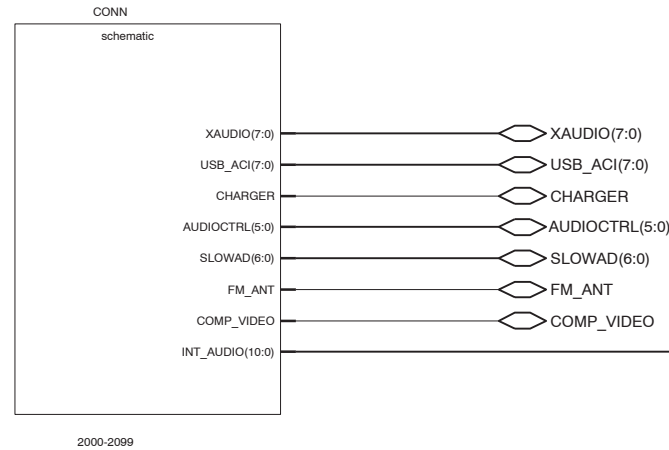 CONN
schematic
XAUDIO(7:0) XAUDIO(7:0)
USB_ACI(7:0) USB_ACI(7:0)
CHARGER CHARGER
AUDIOCTRL(5:0) AUDIOCTRL(5:0)
SLOWAD(6:0) SLOWAD(6:0)
FM_ANT FM_ANT
COMP_VIDEO COMP_VIDEO
INT_AUDIO(10:0)
2000-2099